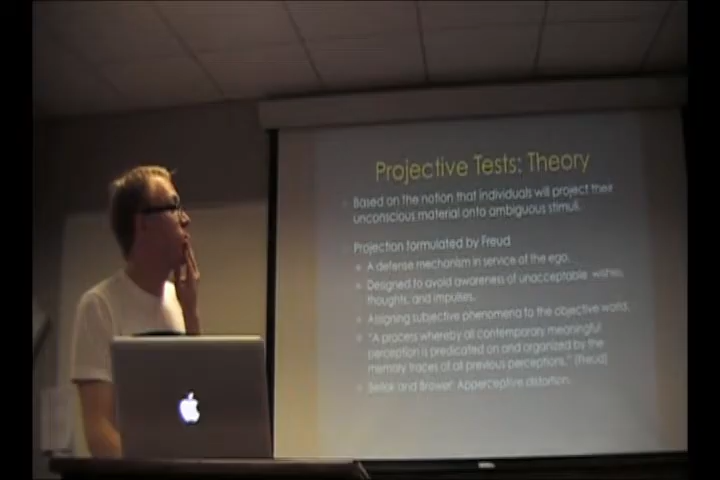 Projective Tests: Theory
Based on the notion that individuals will project their
unconscious material onto ambiguous stimuli.
Projection formulated by Freud
A defense mechanism in service of the ego.
Designed to avoid awareness of unacceptable wishes,
thoughts, and impulses.
Assigning subjective phenomena to the objective world.
"A process whereby all contemporary meaningful
perception is predicated on and organized by the
memory traces of all previous perceptions." (Freud)
Bellak and Brower: Apperceptive distortion.